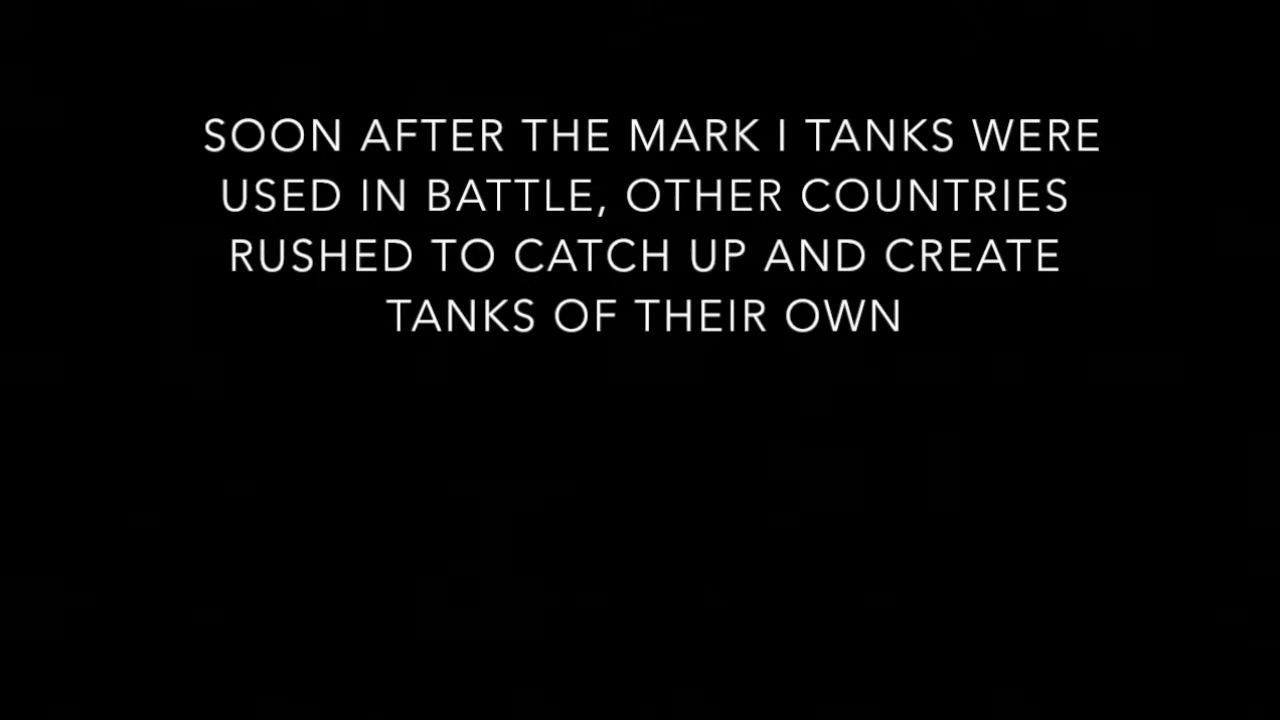 SOON AFTER THE MARK I TANKS WERE
USED IN BATTLE, OTHER COUNTRIES
RUSHED TO CATCH UP AND CREATE
TANKS OF THEIR OWN